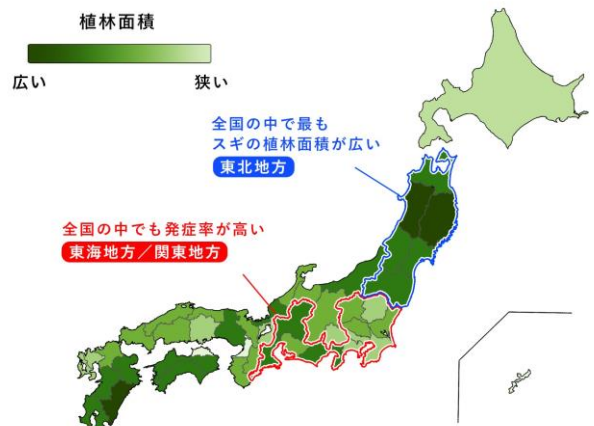 植林面積
広い 狭い
全国の中で最も
スギの植林面積が広い
東北地方
全国の中でも発症率が高い
東海地方／関東地方